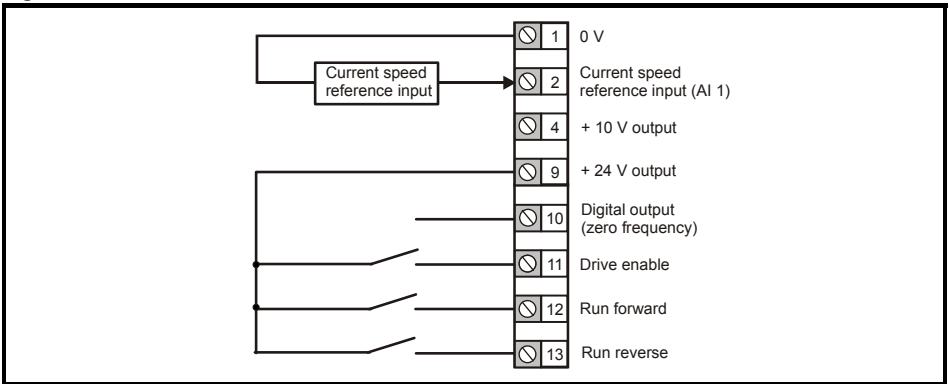 1 0 V
Current speed
reference input
2 Current speed
reference input (AI 1)
4 + 10 V output
9 + 24 V output
10 Digital output
(zero frequency)
11 Drive enable
12 Run forward
13 Run reverse